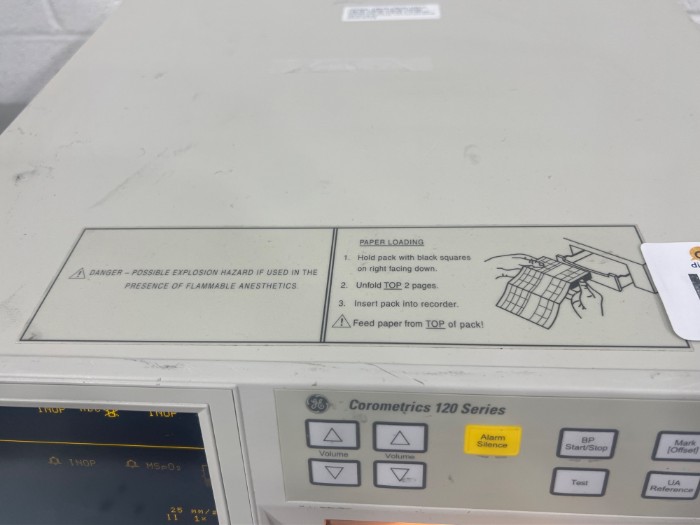 ⚠ DANGER – POSSIBLE EXPLOSION HAZARD IF USED IN THE
PRESENCE OF FLAMMABLE ANESTHETICS.
PAPER LOADING
1. Hold pack with black squares
on right facing down.
2. Unfold TOP 2 pages.
3. Insert pack into recorder.
⚠ Feed paper from TOP of pack!
GE Corometrics 120 Series
Volume
Volume
Alarm
Silence
BP
Start/Stop
Mark
[Offset]
Test
UA
Reference
INOP
INOP
INOP
25 MM/